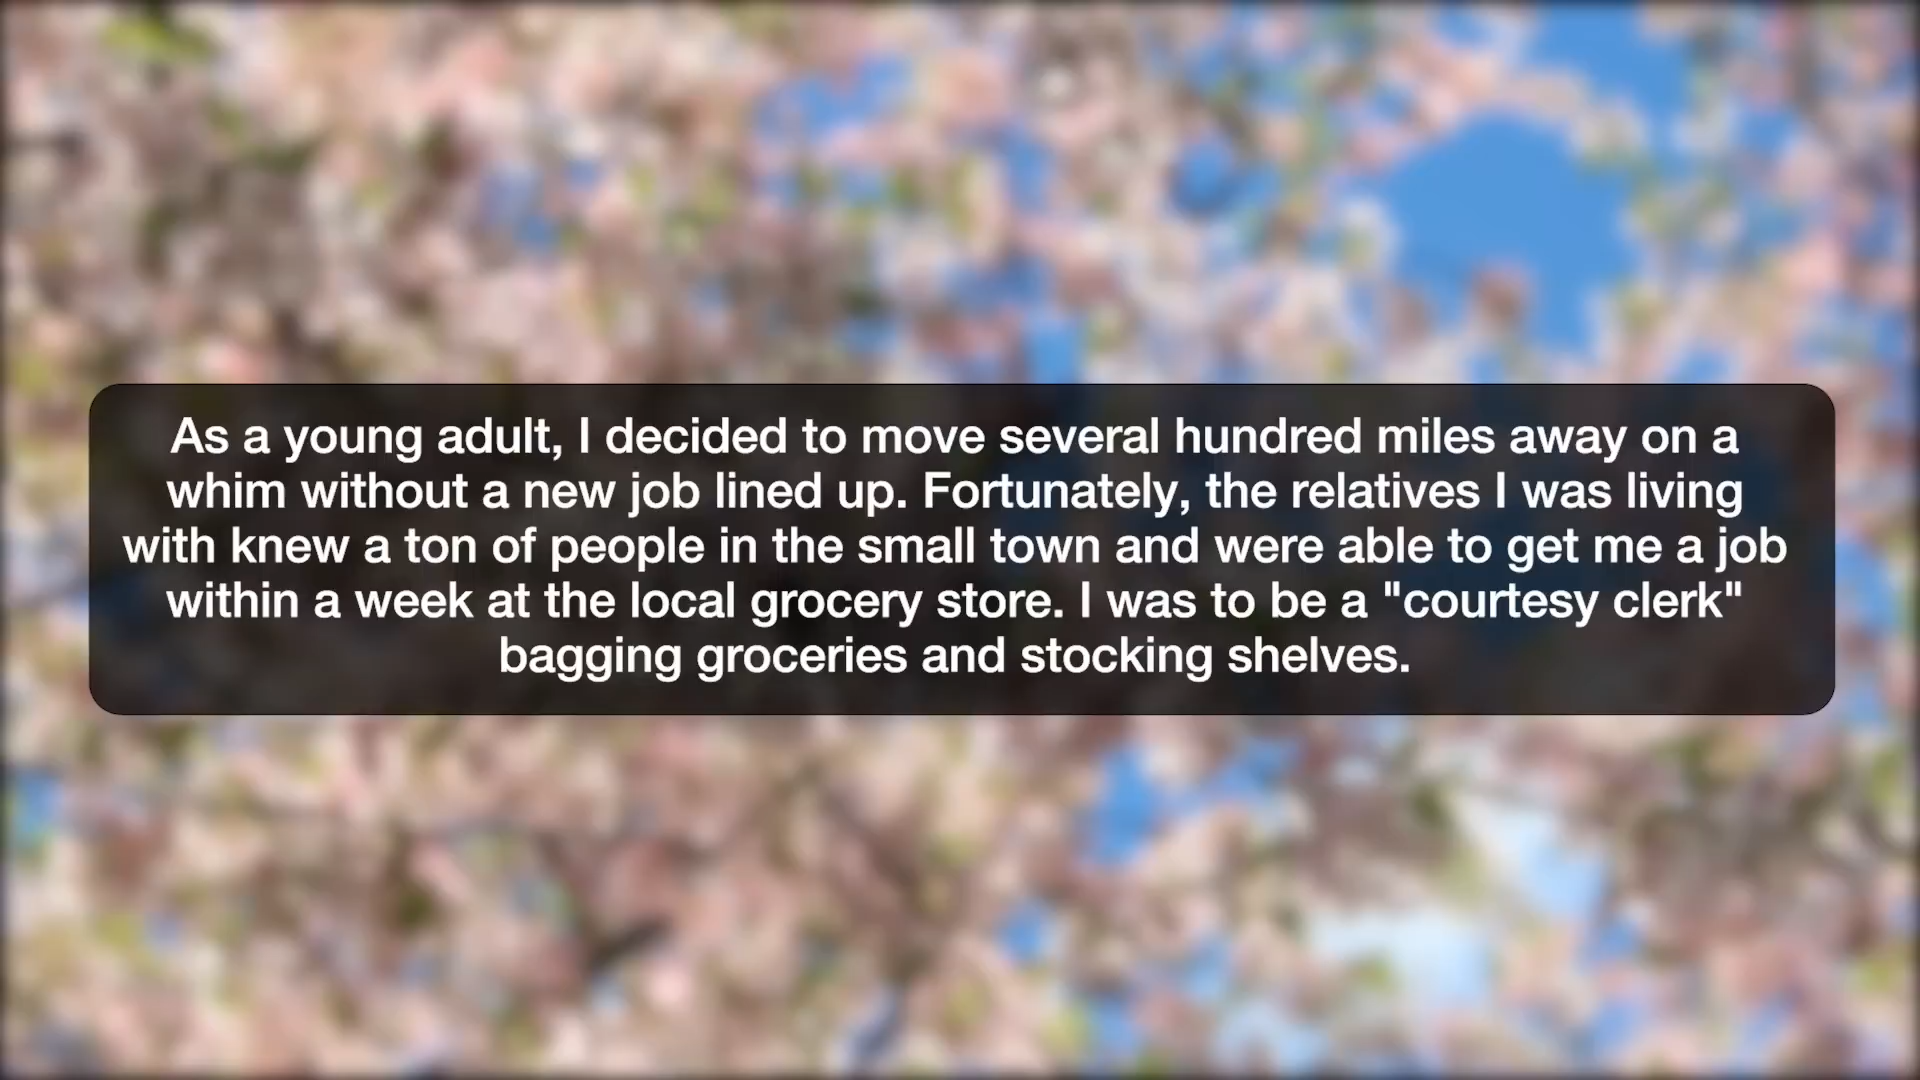 As a young adult, I decided to move several hundred miles away on a
whim without a new job lined up. Fortunately, the relatives I was living
with knew a ton of people in the small town and were able to get me a job
within a week at the local grocery store. I was to be a "courtesy clerk"
bagging groceries and stocking shelves.